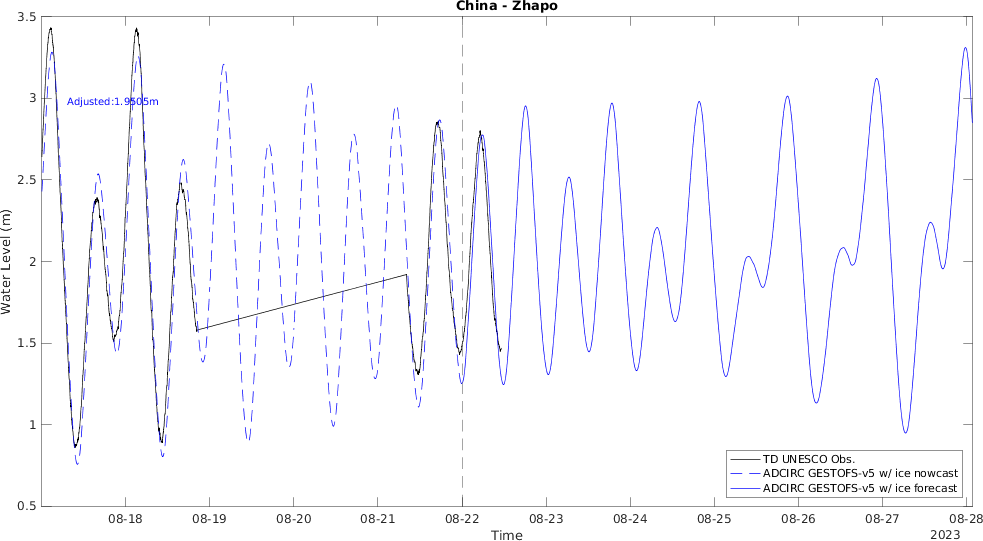 China - Zhapo
3.5
3
2.5
2
1.5
1
0.5
Water Level (m)
Adjusted:1.9505m
TD UNESCO Obs.
ADCIRC GESTOFS-v5 w/ ice nowcast
ADCIRC GESTOFS-v5 w/ ice forecast
08-18 08-19 08-20 08-21 08-22 08-23 08-24 08-25 08-26 08-27 08-28
Time
2023